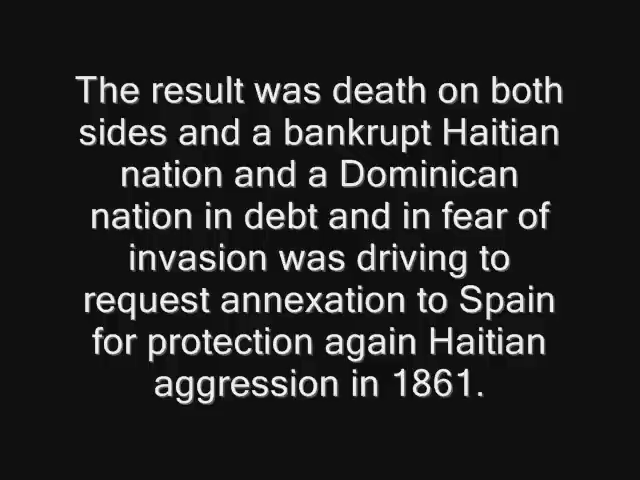 The result was death on both
sides and a bankrupt Haitian
nation and a Dominican
nation in debt and in fear of
invasion was driving to
request annexation to Spain
for protection again Haitian
aggression in 1861.